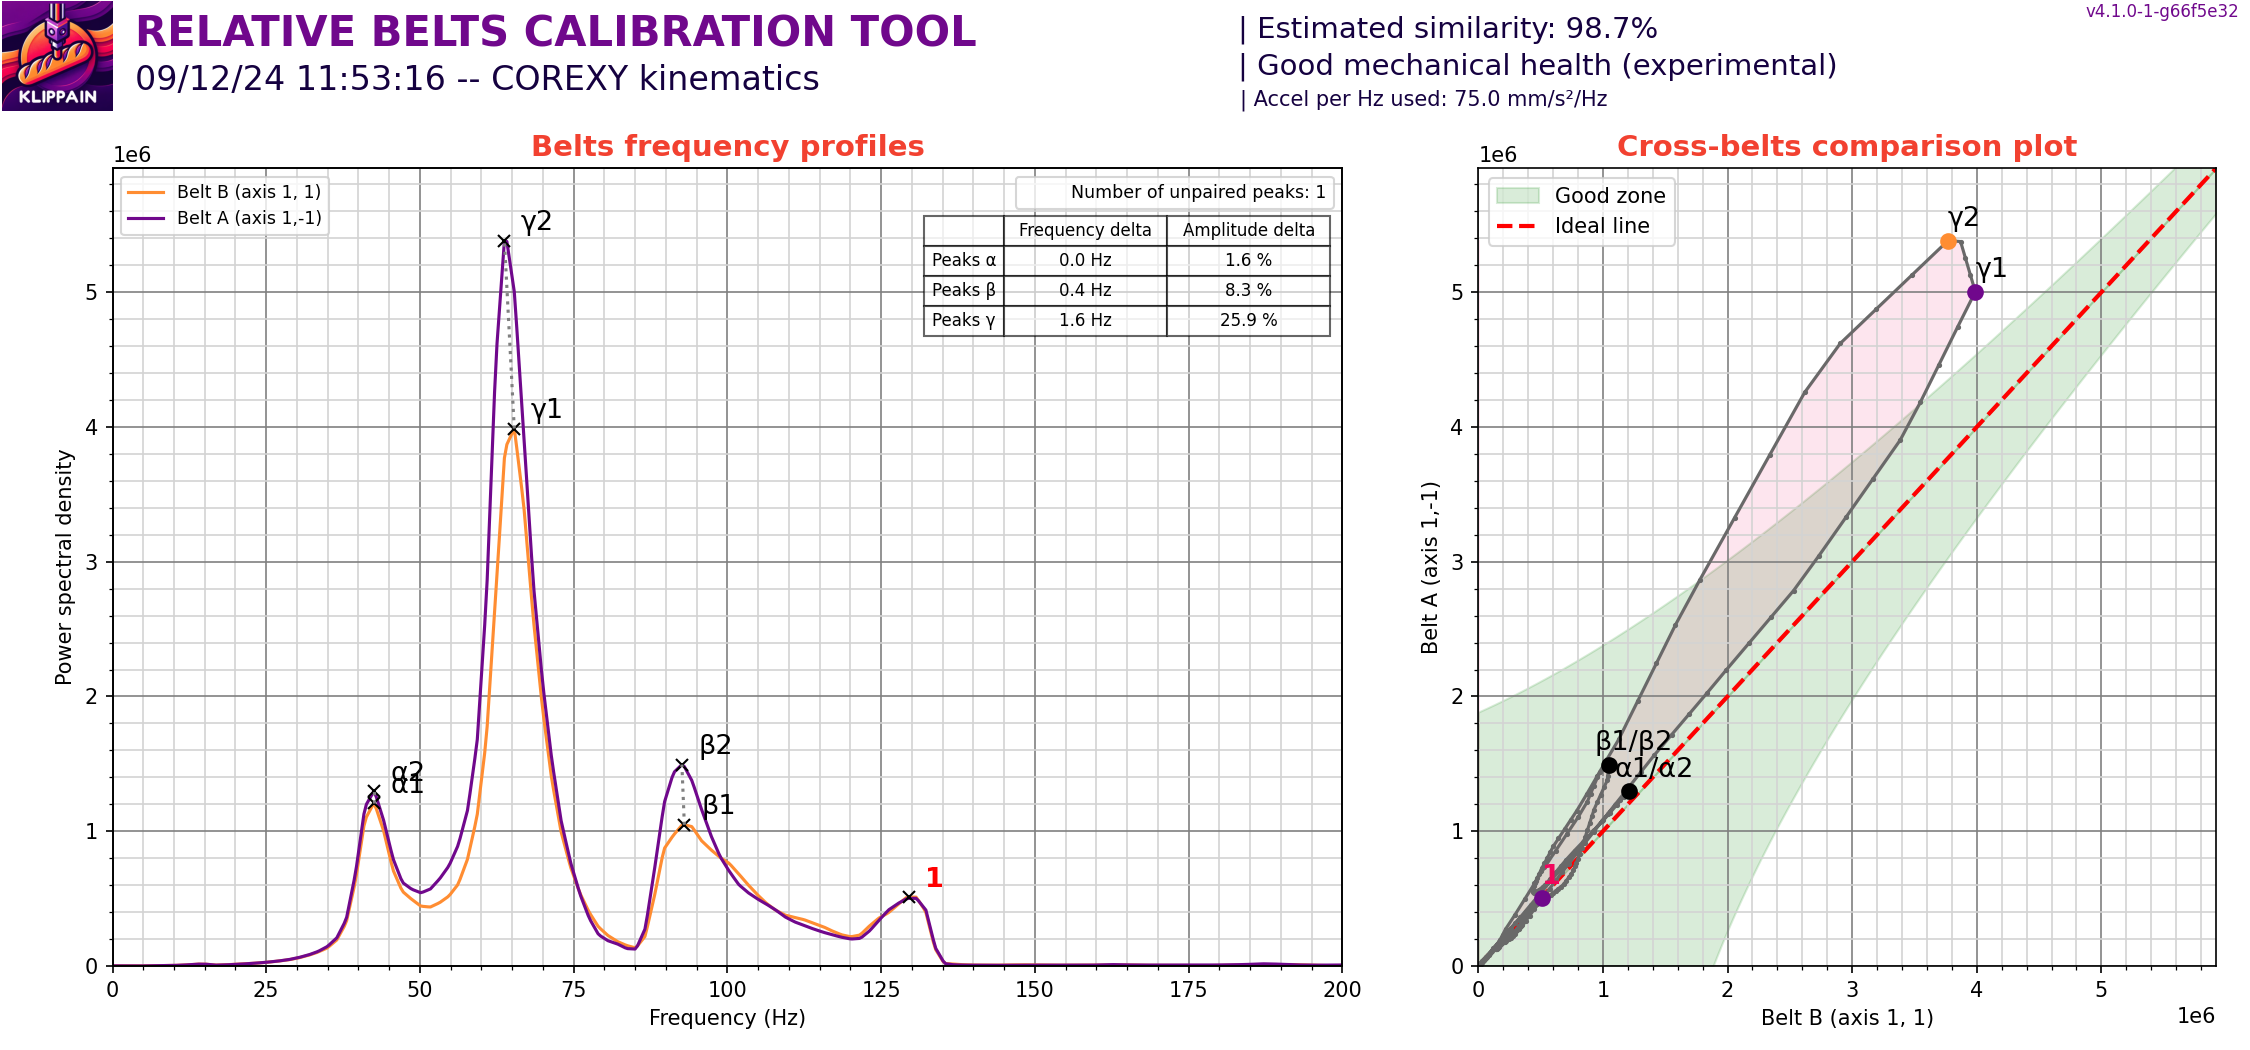 KLIPPAIN
RELATIVE BELTS CALIBRATION TOOL
09/12/24 11:53:16 -- COREXY kinematics
| Estimated similarity: 98.7%
| Good mechanical health (experimental)
| Accel per Hz used: 75.0 mm/s²/Hz
v4.1.0-1-g66f5e32
Belts frequency profiles
1e6
Belt B (axis 1, 1)
Belt A (axis 1,-1)
Number of unpaired peaks: 1
Frequency delta Amplitude delta
Peaks α 0.0 Hz 1.6 %
Peaks β 0.4 Hz 8.3 %
Peaks γ 1.6 Hz 25.9 %
γ2
γ1
α2
α1
β2
β1
1
5
4
3
2
1
0
Power spectral density
0 25 50 75 100 125 150 175 200
Frequency (Hz)
Cross-belts comparison plot
1e6
Good zone
Ideal line
γ2
γ1
β1/β2
α1/α2
1
5
4
3
2
1
0
Belt A (axis 1,-1)
0 1 2 3 4 5
Belt B (axis 1, 1)
1e6